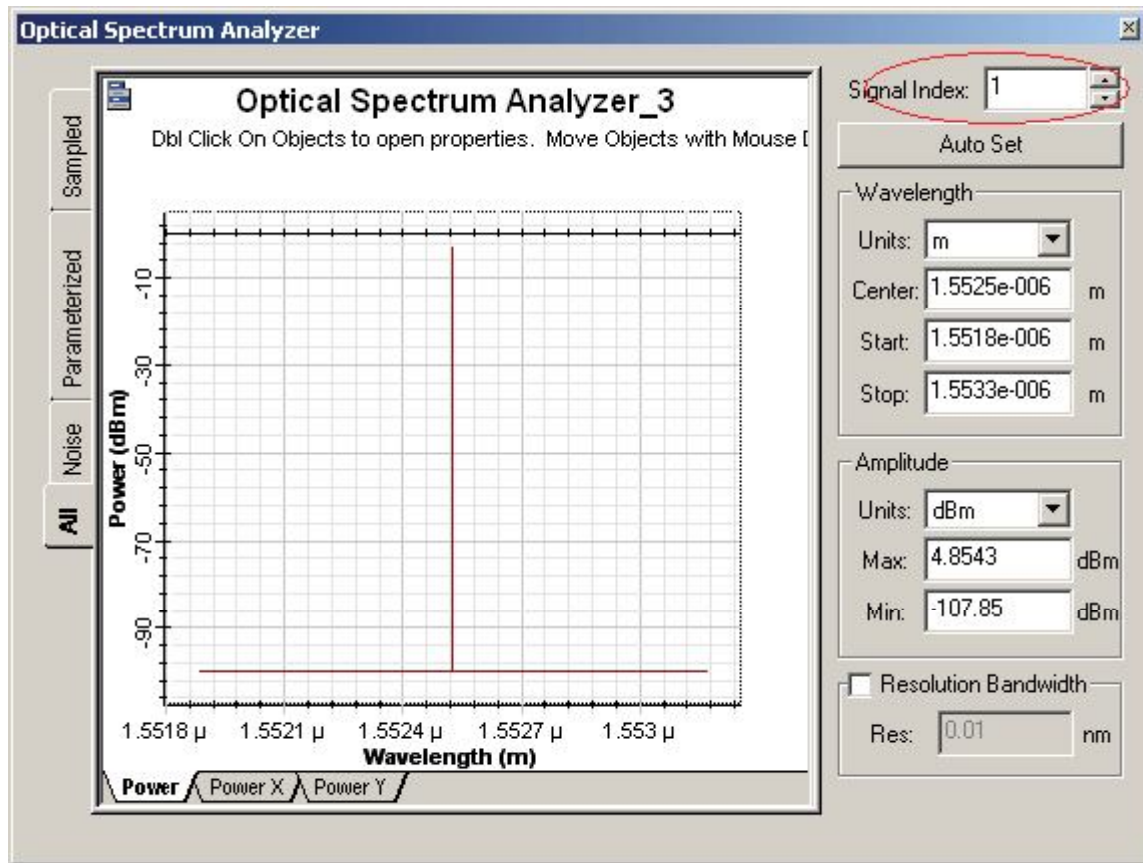 Optical Spectrum Analyzer
Signal Index: 1
Auto Set
Sampled
Parameterized
Noise
All
Optical Spectrum Analyzer_3
Dbl Click On Objects to open properties. Move Objects with Mouse D
Power (dBm)
-10
-30
-50
-70
-90
1.5518 µ 1.5521 µ 1.5524 µ 1.5527 µ 1.553 µ
Wavelength (m)
Power Power X Power Y
Wavelength
Units: m
Center: 1.5525e-006 m
Start: 1.5518e-006 m
Stop: 1.5533e-006 m
Amplitude
Units: dBm
Max: 4.8543 dBm
Min: -107.85 dBm
Resolution Bandwidth
Res: 0.01 nm